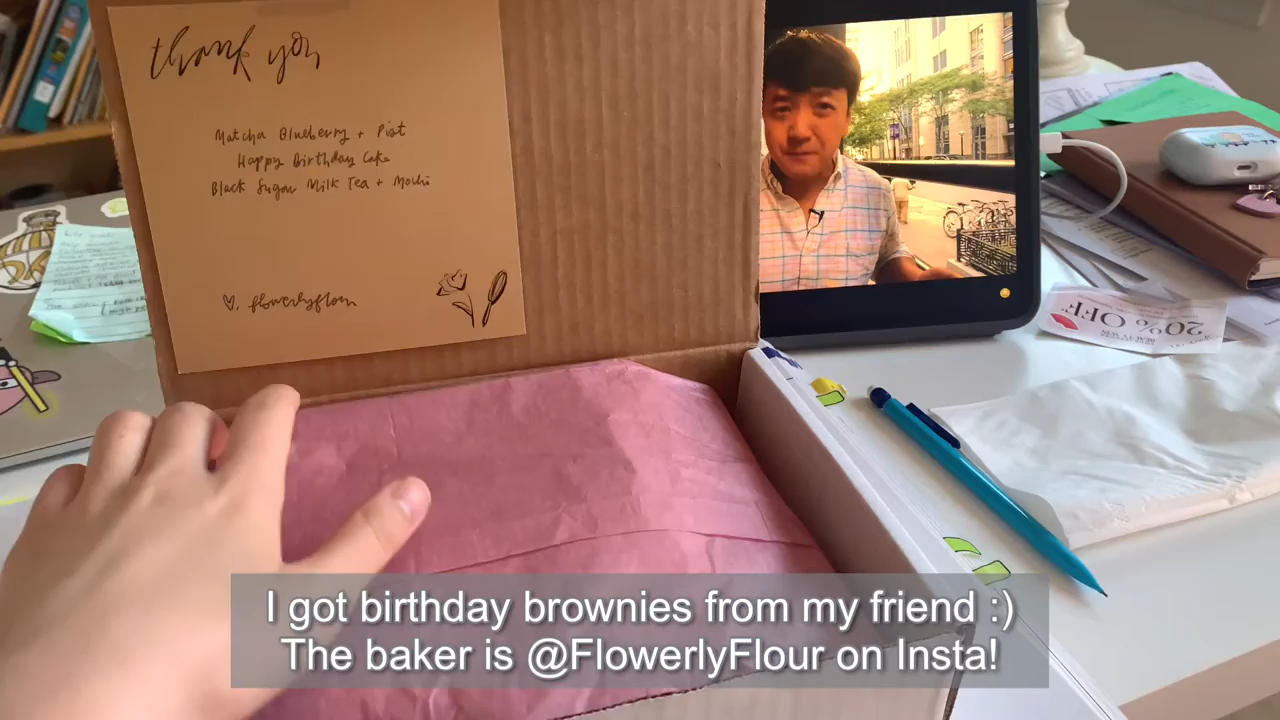 thank you
Matcha Blueberry + Pist
Happy Birthday Cake
Black Sugar Milk Tea + Mochi
flowerlyflour
20% OFF
I got birthday brownies from my friend :)
The baker is @FlowerlyFlour on Insta!